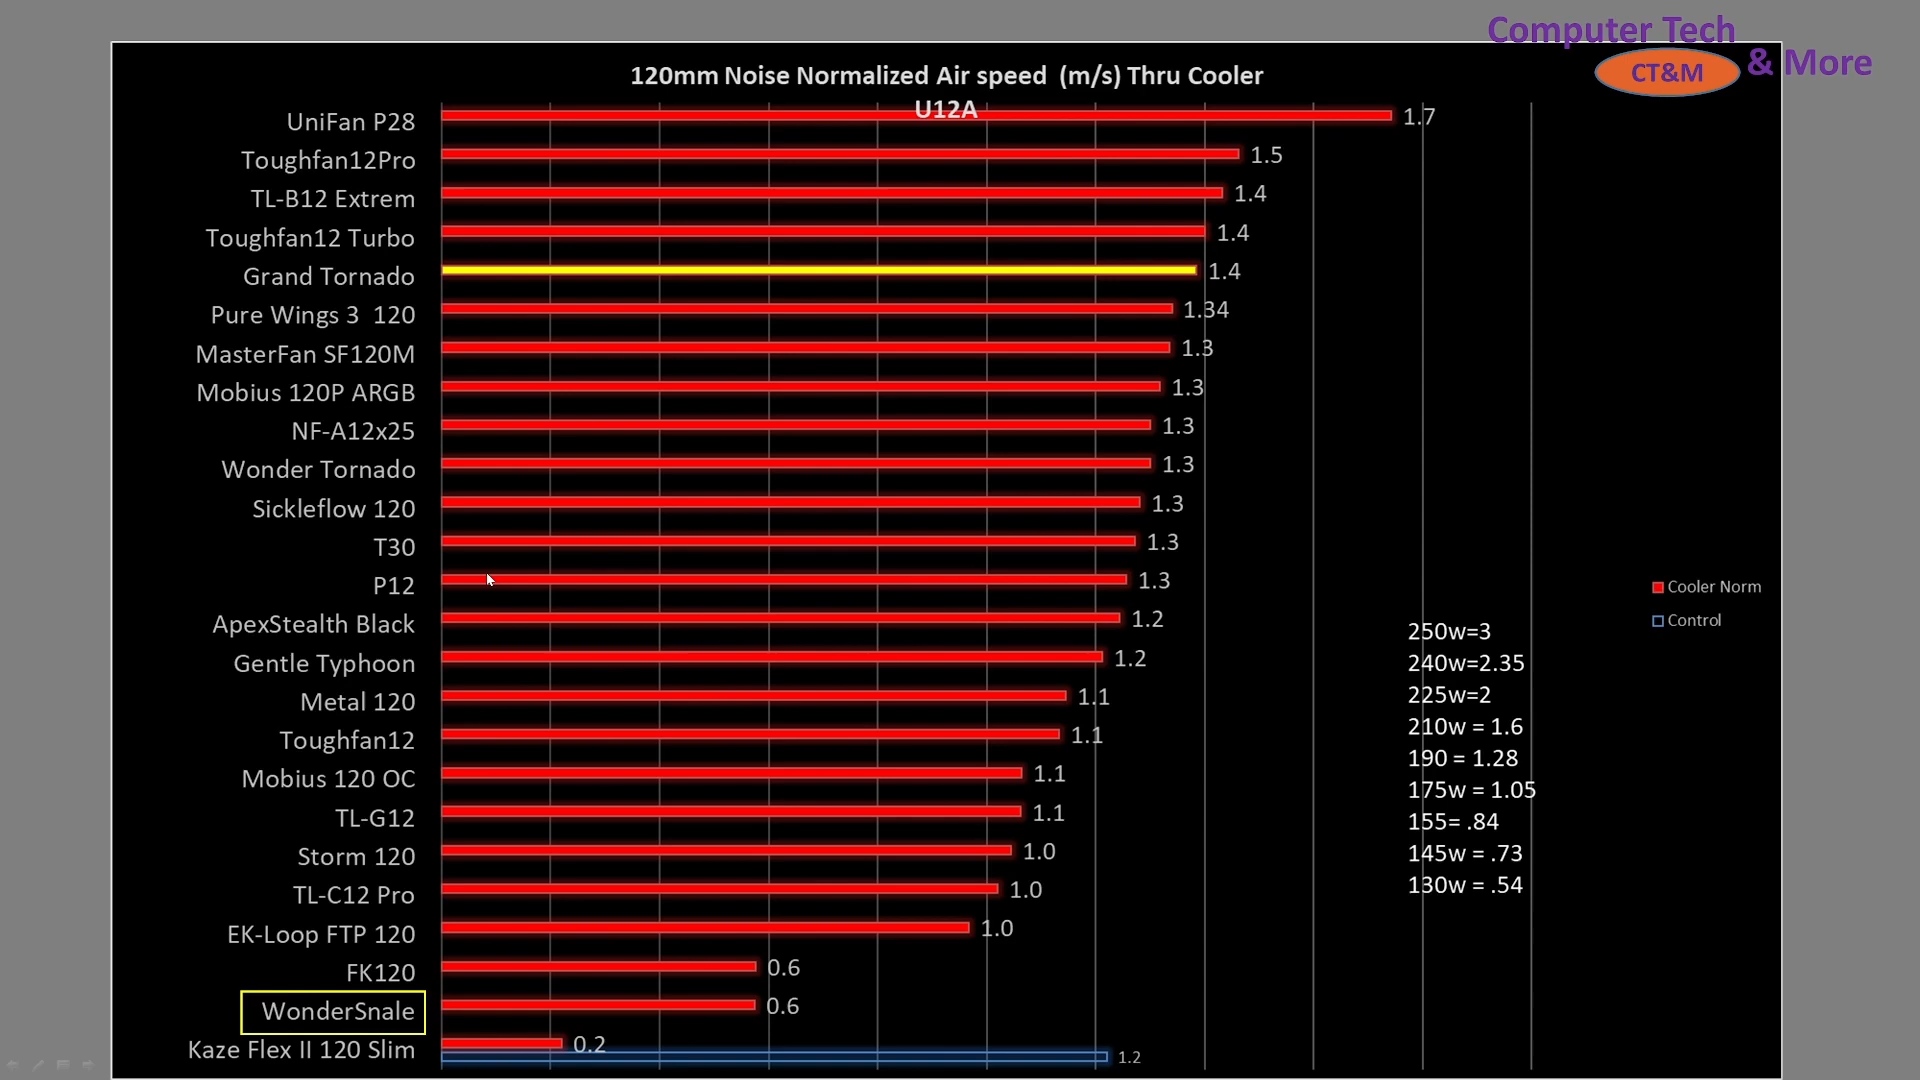 Computer Tech
& More
CT&M
120mm Noise Normalized Air speed (m/s) Thru Cooler
U12A
UniFan P28 1.7
Toughfan12Pro 1.5
TL-B12 Extrem 1.4
Toughfan12 Turbo 1.4
Grand Tornado 1.4
Pure Wings 3 120 1.34
MasterFan SF120M 1.3
Mobius 120P ARGB 1.3
NF-A12x25 1.3
Wonder Tornado 1.3
Sickleflow 120 1.3
T30 1.3
P12 1.3
ApexStealth Black 1.2
Gentle Typhoon 1.2
Metal 120 1.1
Toughfan12 1.1
Mobius 120 OC 1.1
TL-G12 1.1
Storm 120 1.0
TL-C12 Pro 1.0
EK-Loop FTP 120 1.0
FK120 0.6
WonderSnale 0.6
Kaze Flex II 120 Slim 0.2
1.2
Cooler Norm
Control
250w=3
240w=2.35
225w=2
210w = 1.6
190 = 1.28
175w = 1.05
155= .84
145w = .73
130w = .54